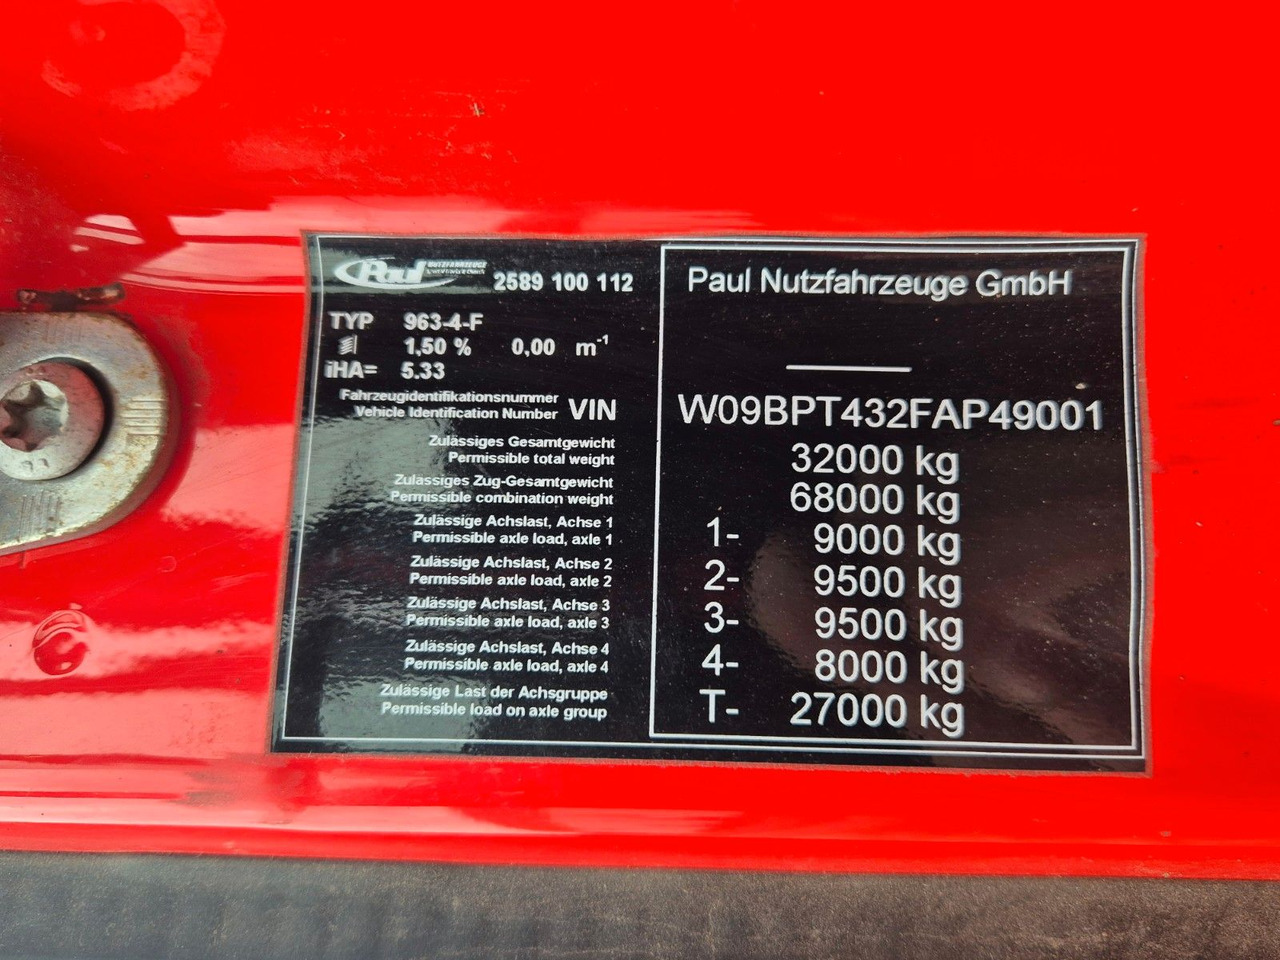 Paul NUTZFAHRZEUGE
2589 100 112
Paul Nutzfahrzeuge GmbH
TYP 963-4-F
1,50 % 0,00 m-1
iHA= 5.33
Fahrzeugidentifikationsnummer
Vehicle Identification Number VIN W09BPT432FAP49001
Zulässiges Gesamtgewicht
Permissible total weight 32000 kg
Zulässiges Zug-Gesamtgewicht
Permissible combination weight 68000 kg
Zulässige Achslast, Achse 1
Permissible axle load, axle 1 1- 9000 kg
Zulässige Achslast, Achse 2
Permissible axle load, axle 2 2- 9500 kg
Zulässige Achslast, Achse 3
Permissible axle load, axle 3 3- 9500 kg
Zulässige Achslast, Achse 4
Permissible axle load, axle 4 4- 8000 kg
Zulässige Last der Achsgruppe
Permissible load on axle group T- 27000 kg